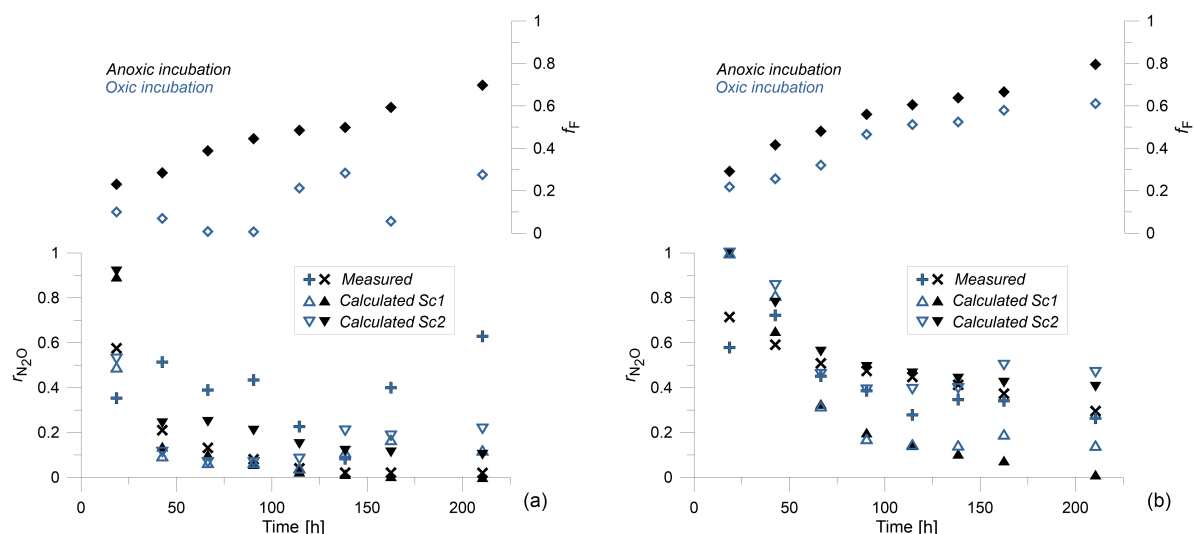 Anoxic incubation
Oxic incubation
1
0.8
0.6
0.4
0.2
0
fF
1
0.8
0.6
0.4
0.2
0
rN2O
Measured
Calculated Sc1
Calculated Sc2
0 50 100 150 200
Time [h]
(a)
Anoxic incubation
Oxic incubation
1
0.8
0.6
0.4
0.2
0
fF
1
0.8
0.6
0.4
0.2
0
rN2O
Measured
Calculated Sc1
Calculated Sc2
0 50 100 150 200
Time [h]
(b)